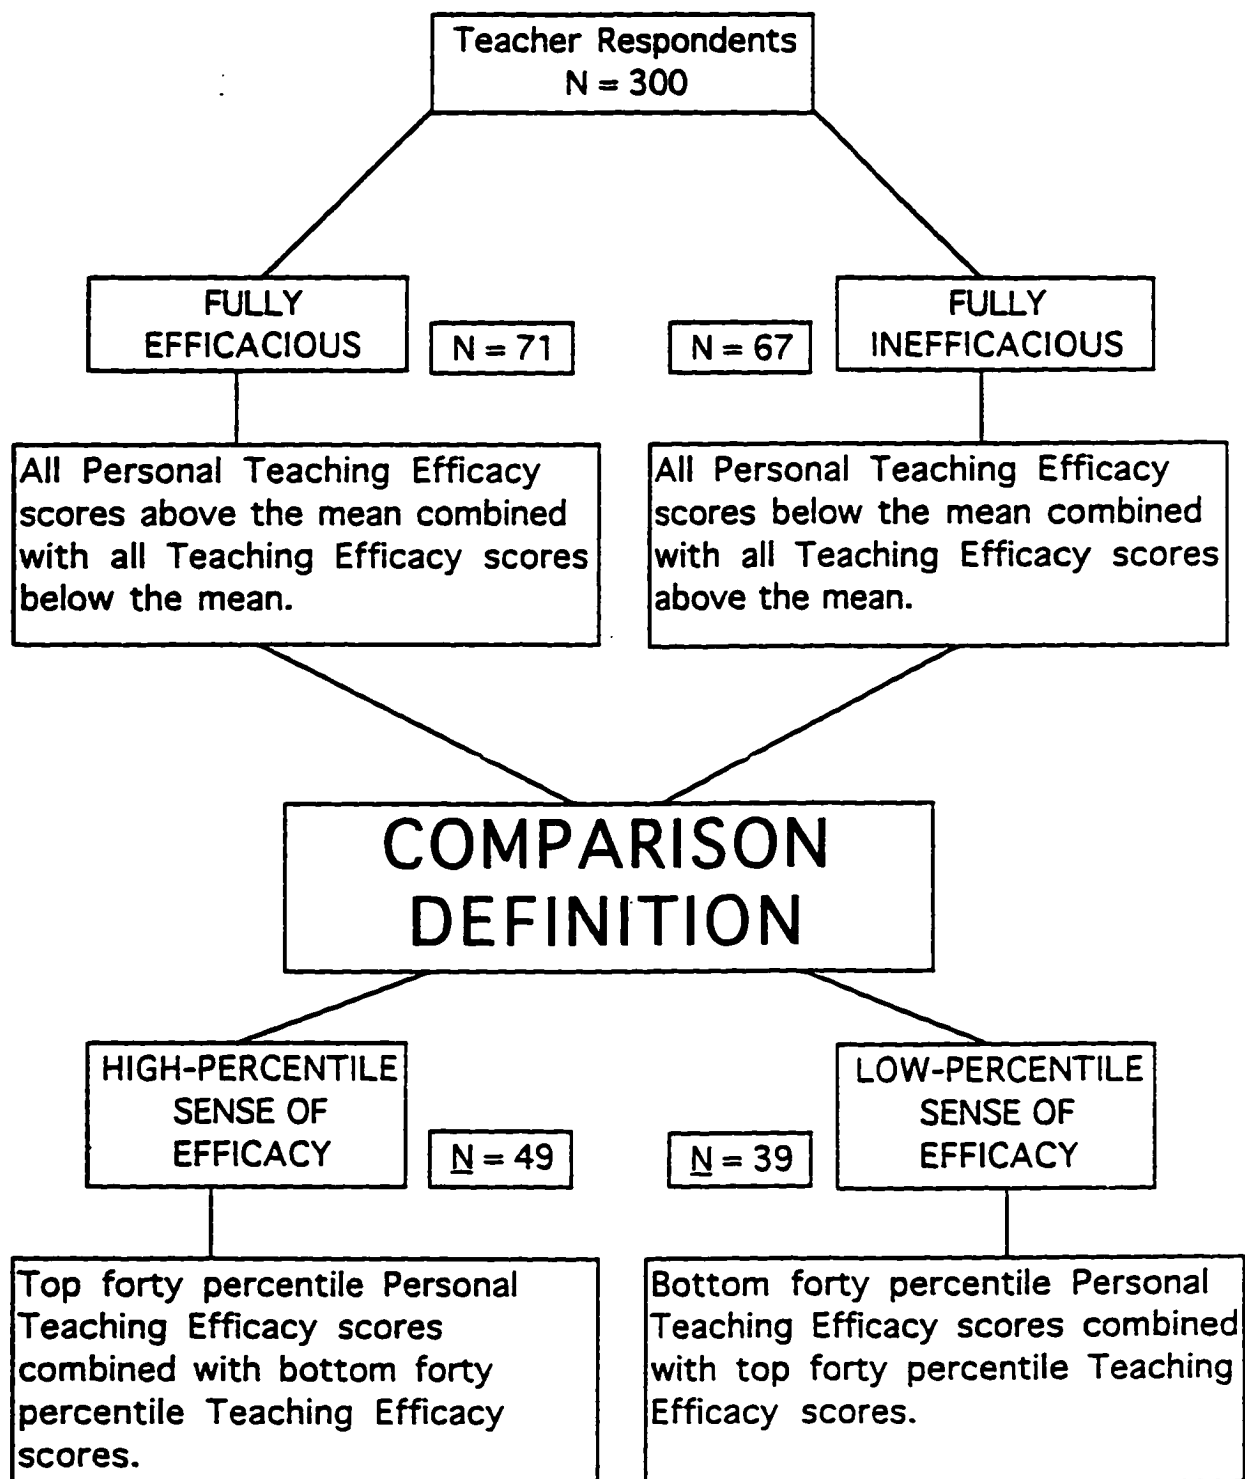 Teacher Respondents
N = 300
FULLY
EFFICACIOUS
N = 71
N = 67
FULLY
INEFFICACIOUS
All Personal Teaching Efficacy
scores above the mean combined
with all Teaching Efficacy scores
below the mean.
All Personal Teaching Efficacy
scores below the mean combined
with all Teaching Efficacy scores
above the mean.
COMPARISON
DEFINITION
HIGH-PERCENTILE
SENSE OF
EFFICACY
N = 49
N = 39
LOW-PERCENTILE
SENSE OF
EFFICACY
Top forty percentile Personal
Teaching Efficacy scores
combined with bottom forty
percentile Teaching Efficacy
scores.
Bottom forty percentile Personal
Teaching Efficacy scores combined
with top forty percentile Teaching
Efficacy scores.